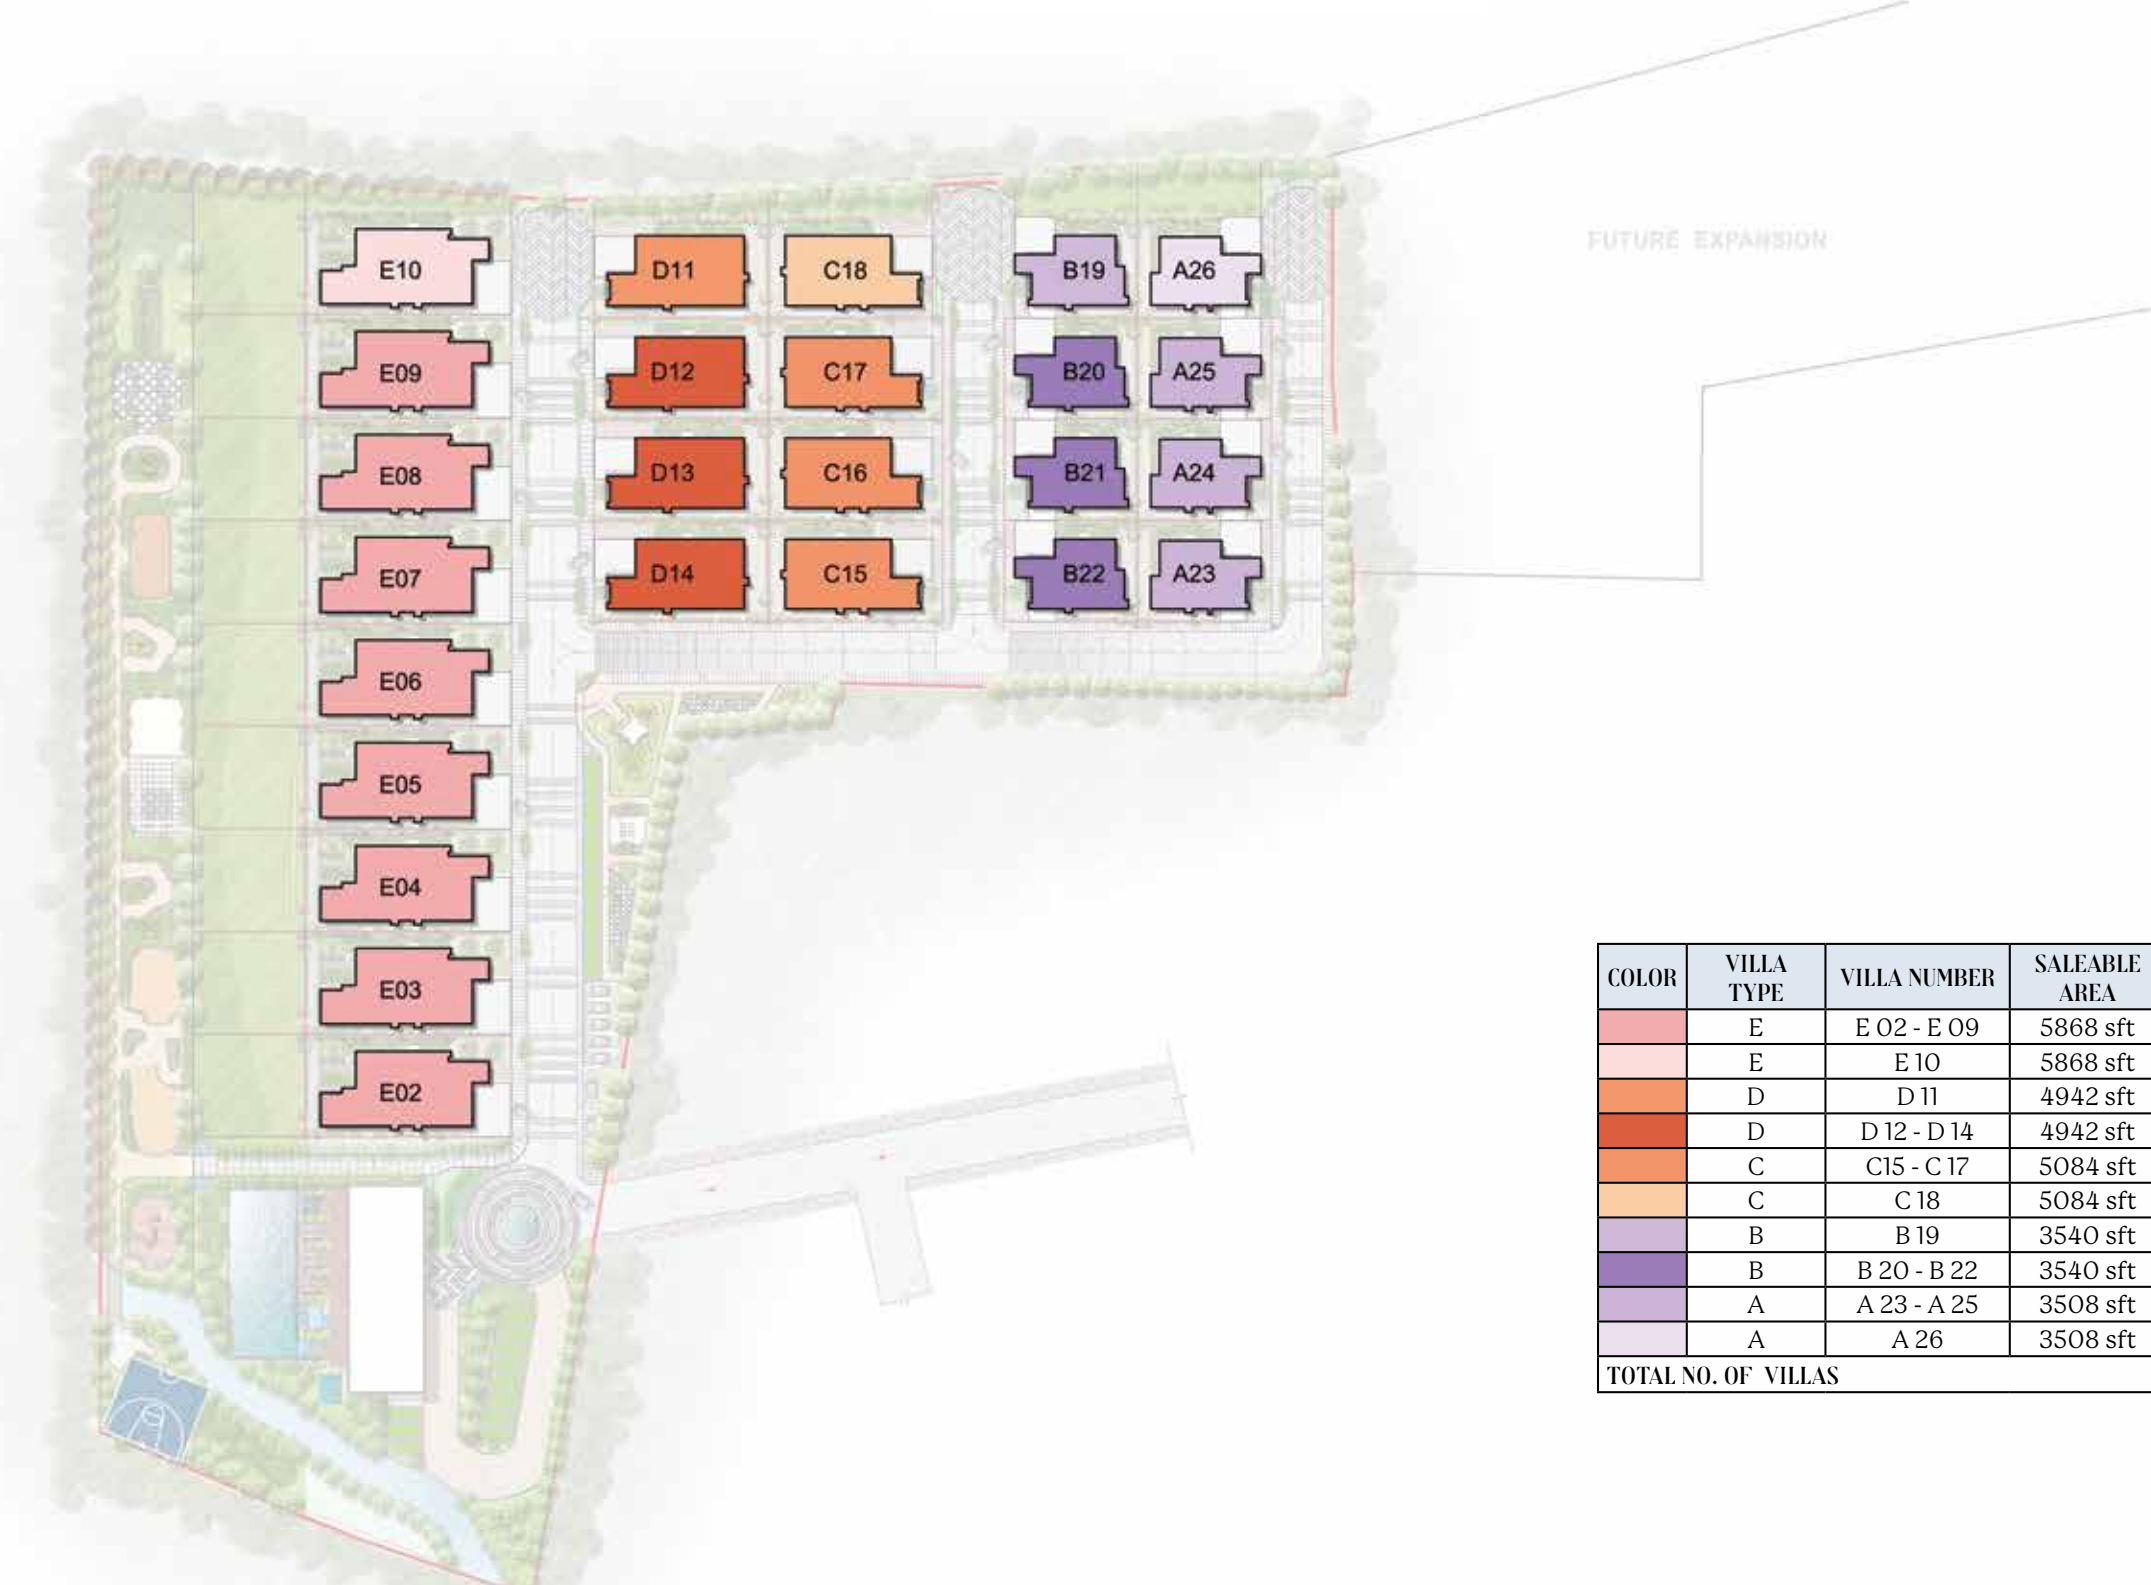 FUTURE EXPANSION
E10
D11
C18
B19
A26
E09
D12
C17
B20
A25
E08
D13
C16
B21
A24
E07
D14
C15
B22
A23
E06
E05
E04
E03
E02
COLOR VILLA TYPE VILLA NUMBER SALEABLE AREA
E E 02 - E 09 5868 sft
E E 10 5868 sft
D D 11 4942 sft
D D 12 - D 14 4942 sft
C C15 - C 17 5084 sft
C C 18 5084 sft
B B 19 3540 sft
B B 20 - B 22 3540 sft
A A 23 - A 25 3508 sft
A A 26 3508 sft
TOTAL NO. OF VILLAS